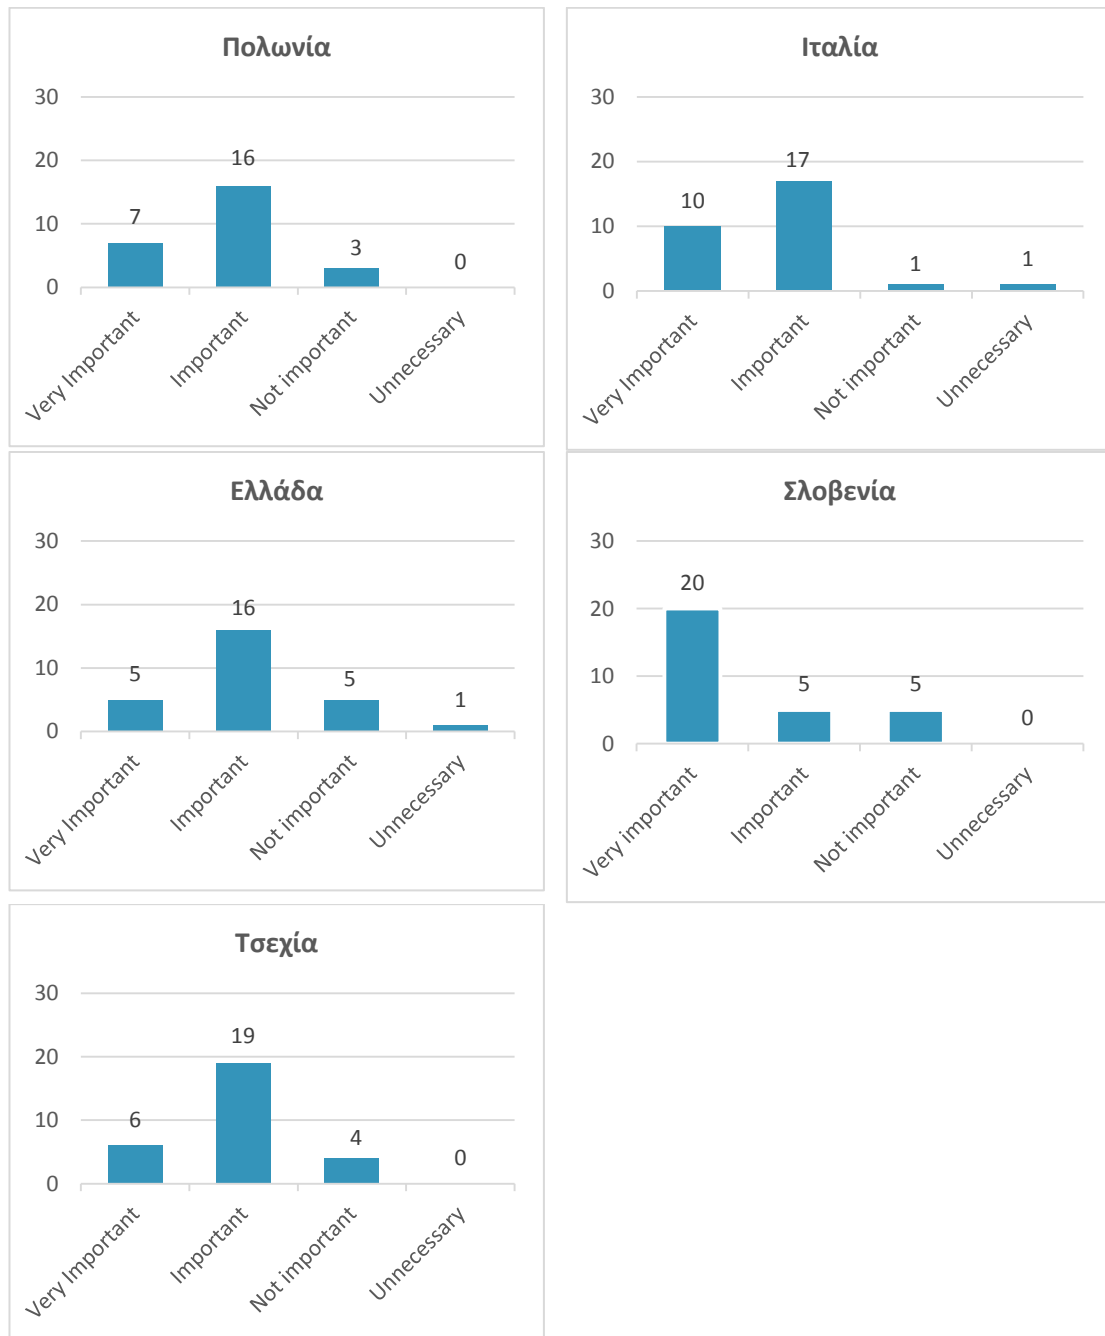 Πολωνία
30
20
10
0
7
16
3
0
Very Important
Important
Not important
Unnecessary
Ιταλία
30
20
10
0
10
17
1
1
Very Important
Important
Not important
Unnecessary
Ελλάδα
30
20
10
0
5
16
5
1
Very Important
Important
Not important
Unnecessary
Σλοβενία
30
20
10
0
20
5
5
0
Very important
Important
Not important
Unnecessary
Τσεχία
30
20
10
0
6
19
4
0
Very Important
Important
Not important
Unnecessary